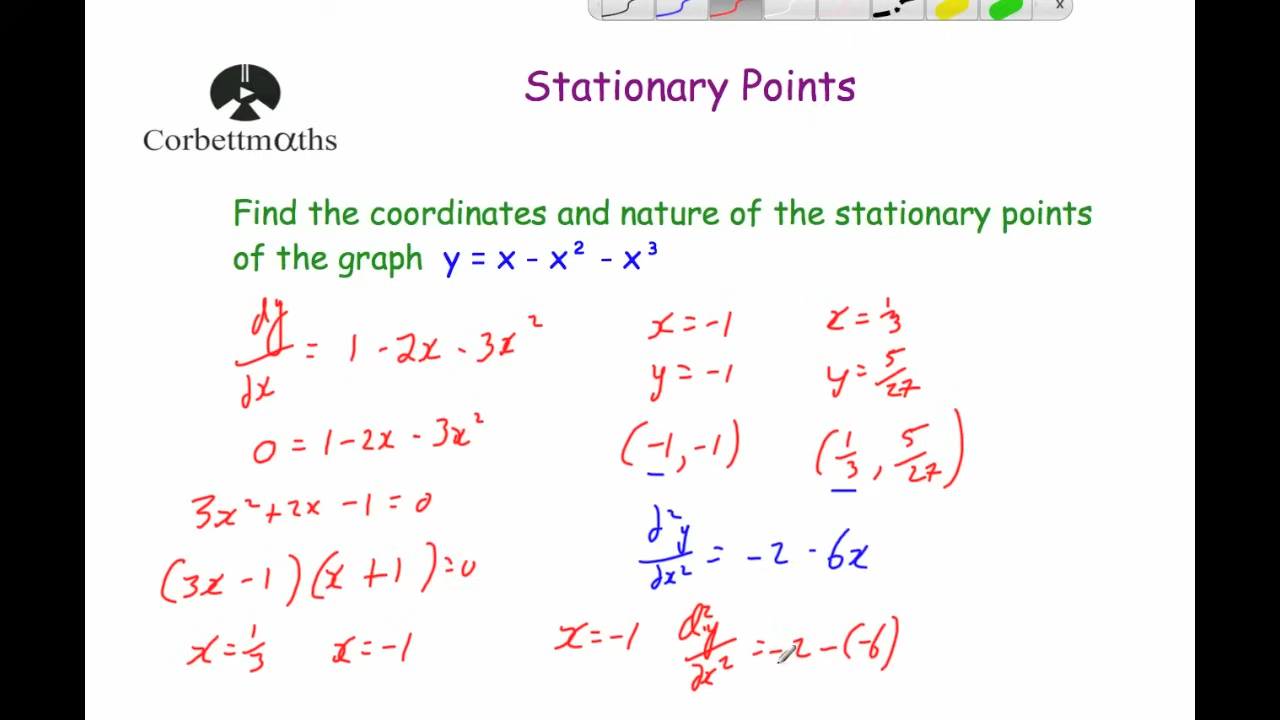 Stationary Points
Corbettmαths
Find the coordinates and nature of the stationary points
of the graph y = x - x² - x³
dy/dx = 1 - 2x - 3x²
0 = 1 - 2x - 3x²
3x² + 2x - 1 = 0
(3x - 1)(x + 1) = 0
x = 1/3 x = -1
x = -1 x = 1/3
y = -1 y = 5/27
(-1, -1) (1/3, 5/27)
d²y/dx² = -2 - 6x
x = -1 d²y/dx² = -2 - (-6)